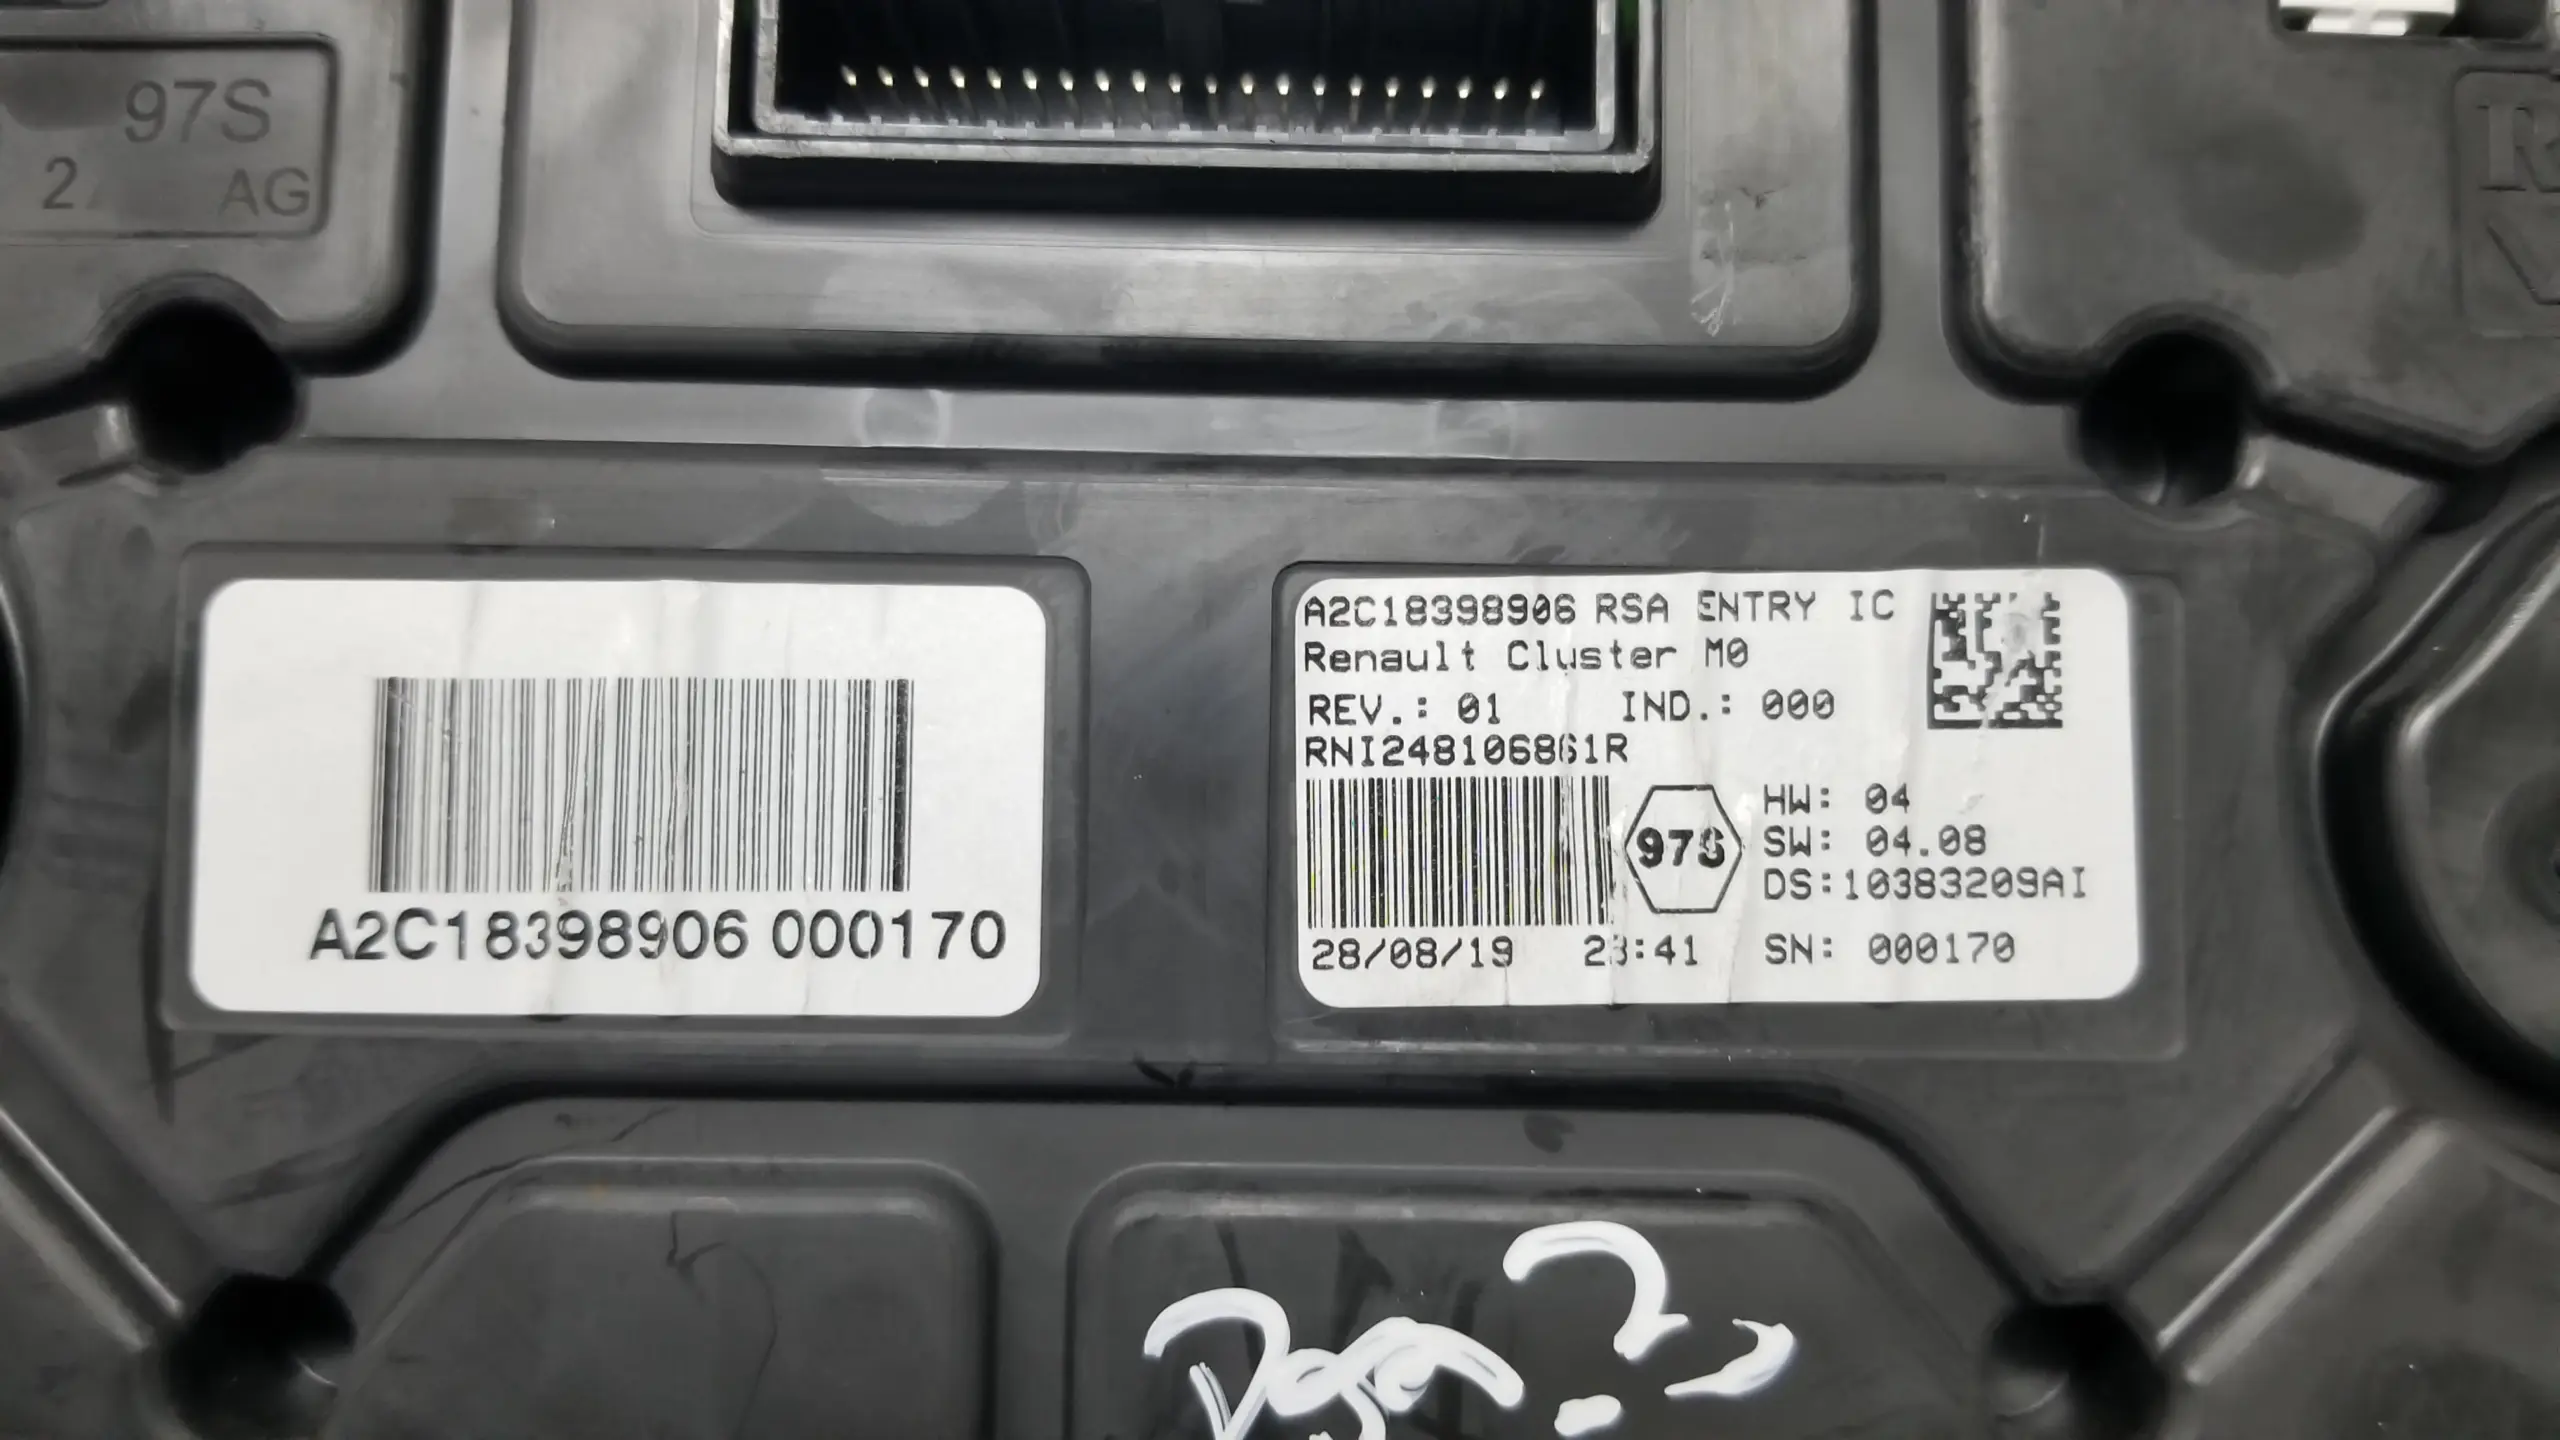 97S
AG
A2C18398906 000170
A2C18398906 RSA ENTRY IC
Renault Cluster M0
REV.: 01 IND.: 000
RNI248106861R
97S
HW: 04
SW: 04.08
DS:10383209AI
28/08/19 23:41 SN: 000170